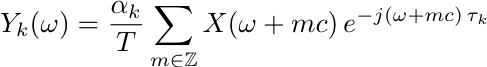 $$Y_k(\omega) = \frac{\alpha_k}{T} \sum_{m \in \mathbb{Z}} X(\omega + mc)\, e^{-j(\omega + mc)\,\tau_k}$$